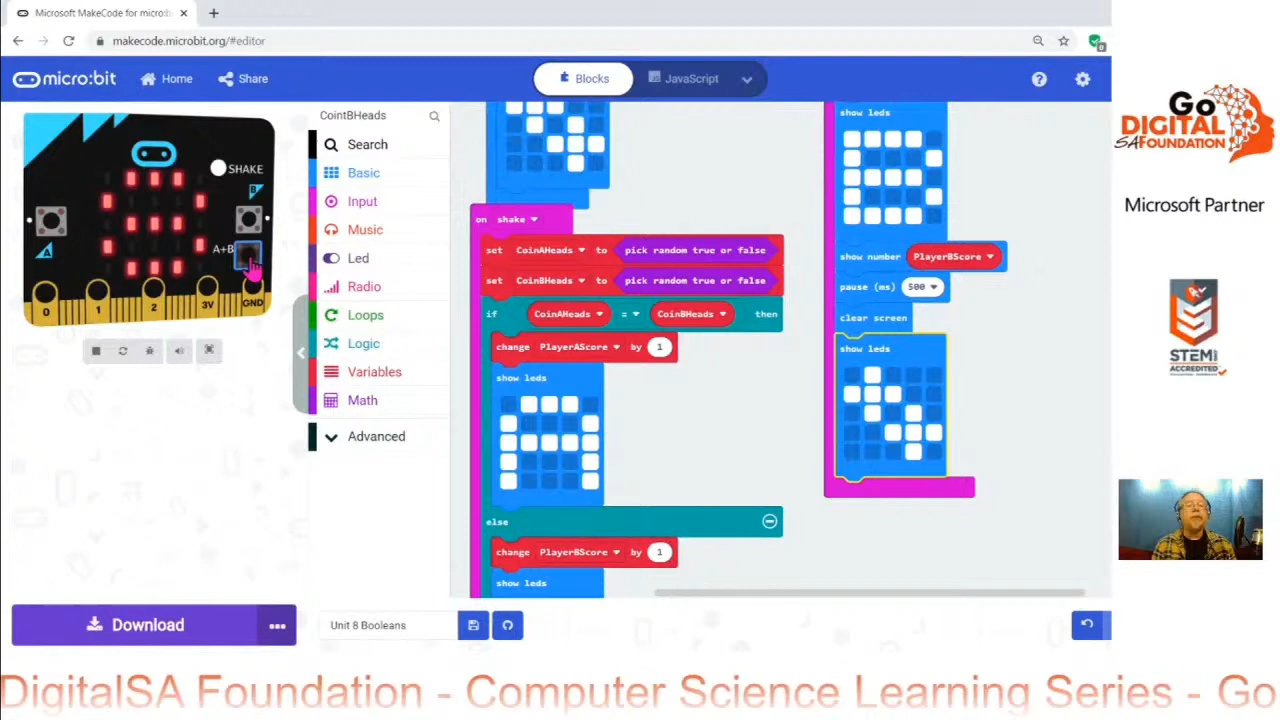 Microsoft MakeCode for micro:b
makecode.microbit.org/#editor
micro:bit
Home
Share
Blocks
JavaScript
SHAKE
B
A
A+B
0
1
2
3V
GND
Download
•••
CointBHeads
Search
Basic
Input
Music
Led
Radio
Loops
Logic
Variables
Math
Advanced
on shake
set CoinAHeads to pick random true or false
set CoinBHeads to pick random true or false
if CoinAHeads = CoinBHeads then
change PlayerAScore by 1
show leds
else
change PlayerBScore by 1
show leds
show leds
show number PlayerBScore
pause (ms) 500
clear screen
show leds
Unit 8 Booleans
Go
DIGITAL
SAFOUNDATION
Microsoft Partner
STEM.org
ACCREDITED
DigitalSA Foundation - Computer Science Learning Series - Go